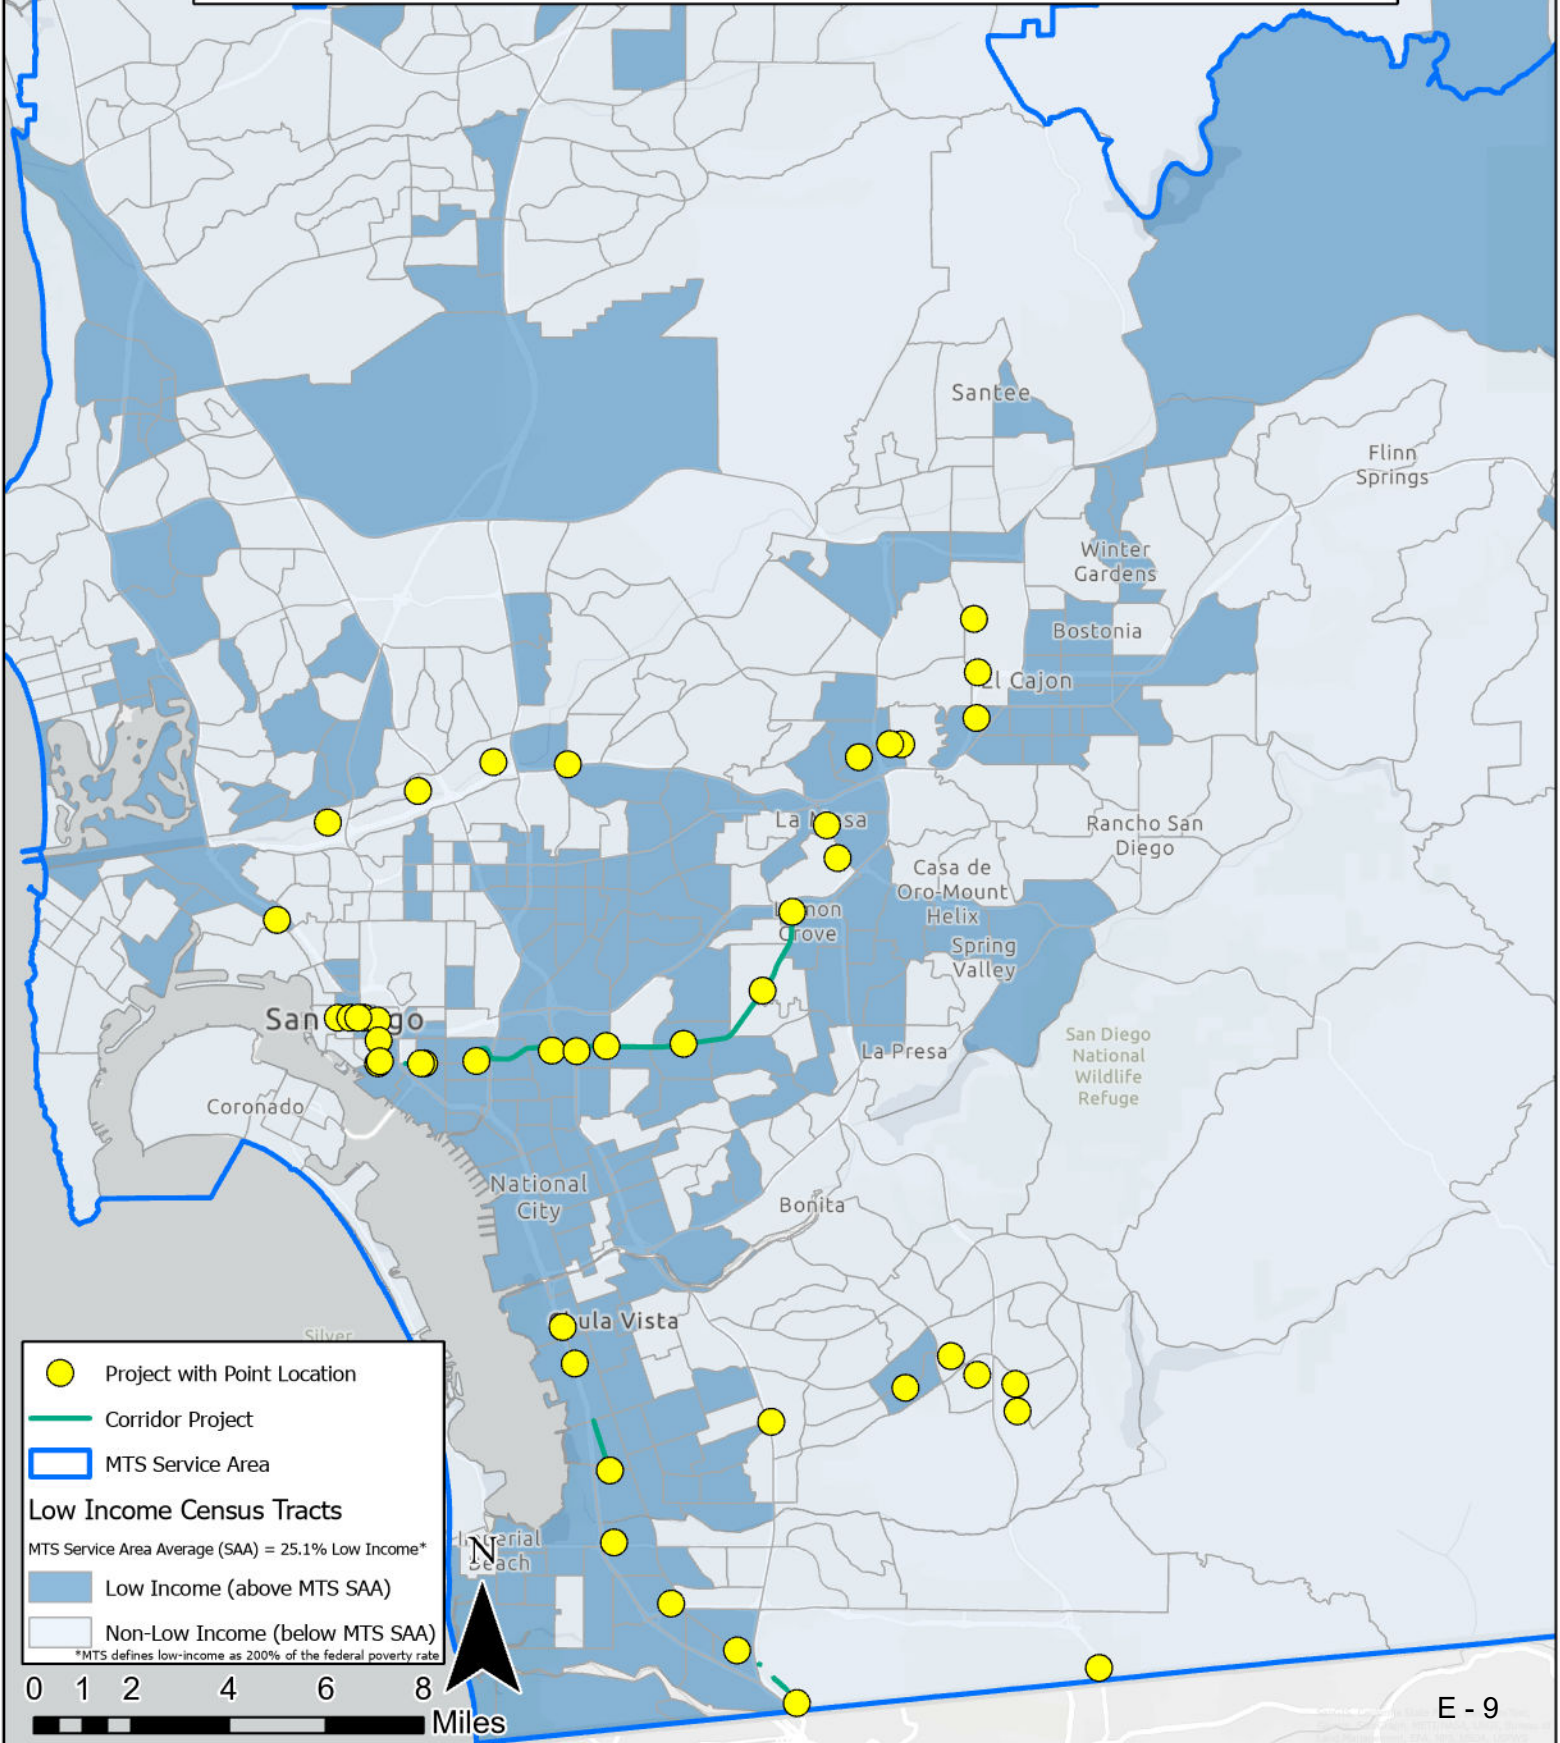 Santee
Flinn
Springs
Winter
Gardens
Bostonia
El Cajon
La Mesa
Rancho San
Diego
Casa de
Oro-Mount
Helix
Lemon
Grove
Spring
Valley
San Diego
La Presa
San Diego
National
Wildlife
Refuge
Coronado
National
City
Bonita
Chula Vista
Silver
Imperial
Beach
Project with Point Location
Corridor Project
MTS Service Area
Low Income Census Tracts
MTS Service Area Average (SAA) = 25.1% Low Income*
Low Income (above MTS SAA)
Non-Low Income (below MTS SAA)
*MTS defines low-income as 200% of the federal poverty rate
N
0 1 2 4 6 8
Miles
E - 9